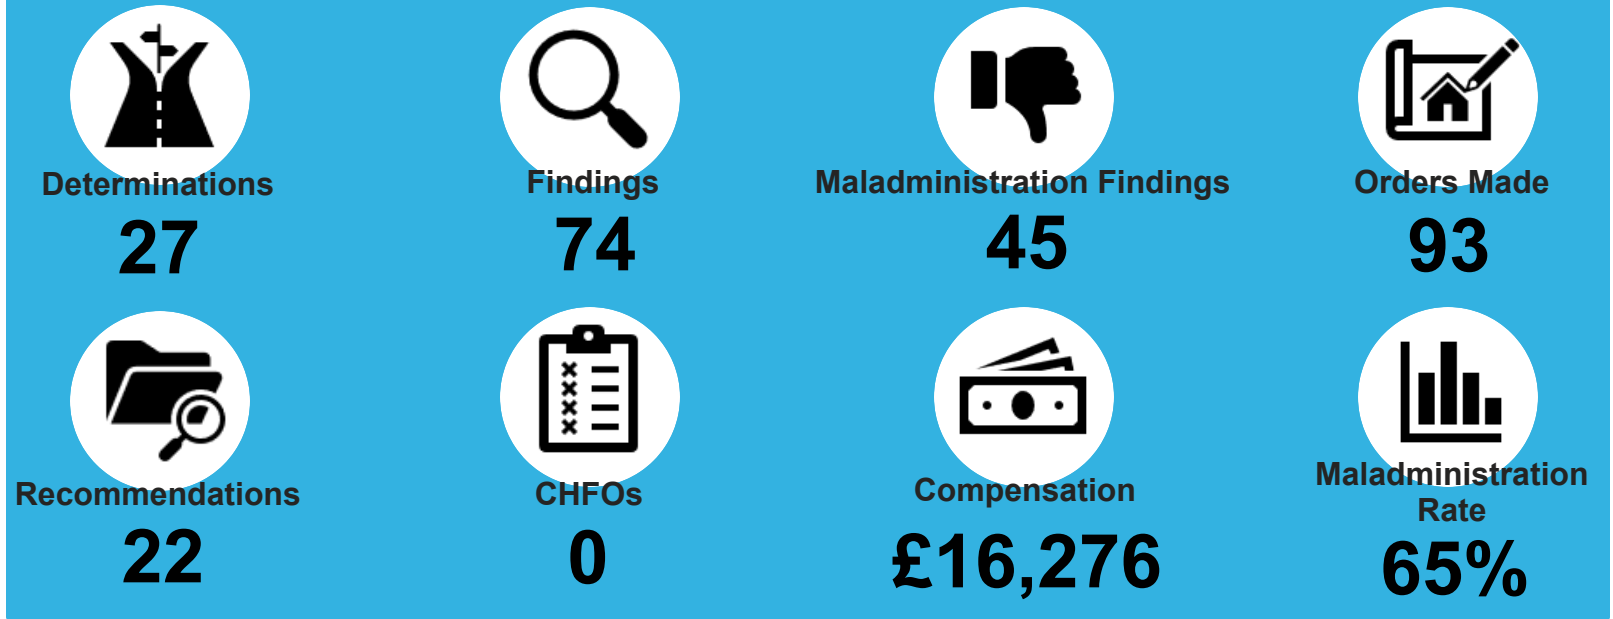 Determinations
27
Findings
74
Maladministration Findings
45
Orders Made
93
Recommendations
22
CHFOs
0
Compensation
£16,276
Maladministration
Rate
65%